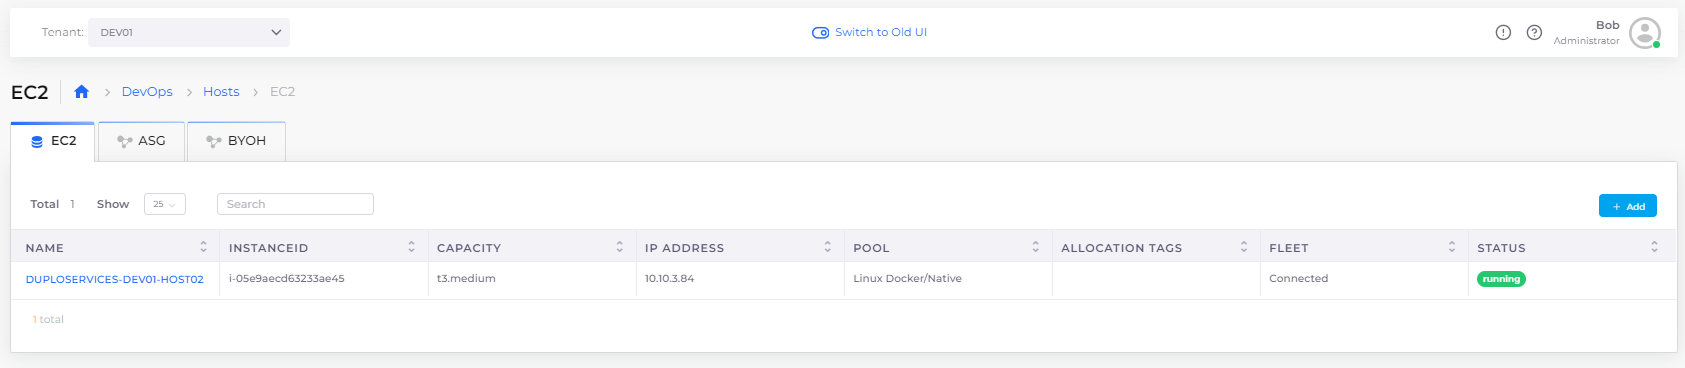 Tenant: DEV01 Switch to Old UI Bob
Administrator
EC2 DevOps Hosts EC2
EC2 ASG BYOH
Total 1 Show 25 Search + Add
NAME INSTANCEID CAPACITY IP ADDRESS POOL ALLOCATION TAGS FLEET STATUS
DUPLOSERVICES-DEV01-HOST02 i-05e9aecd63233ae45 t3.medium 10.10.3.84 Linux Docker/Native Connected running
1 total